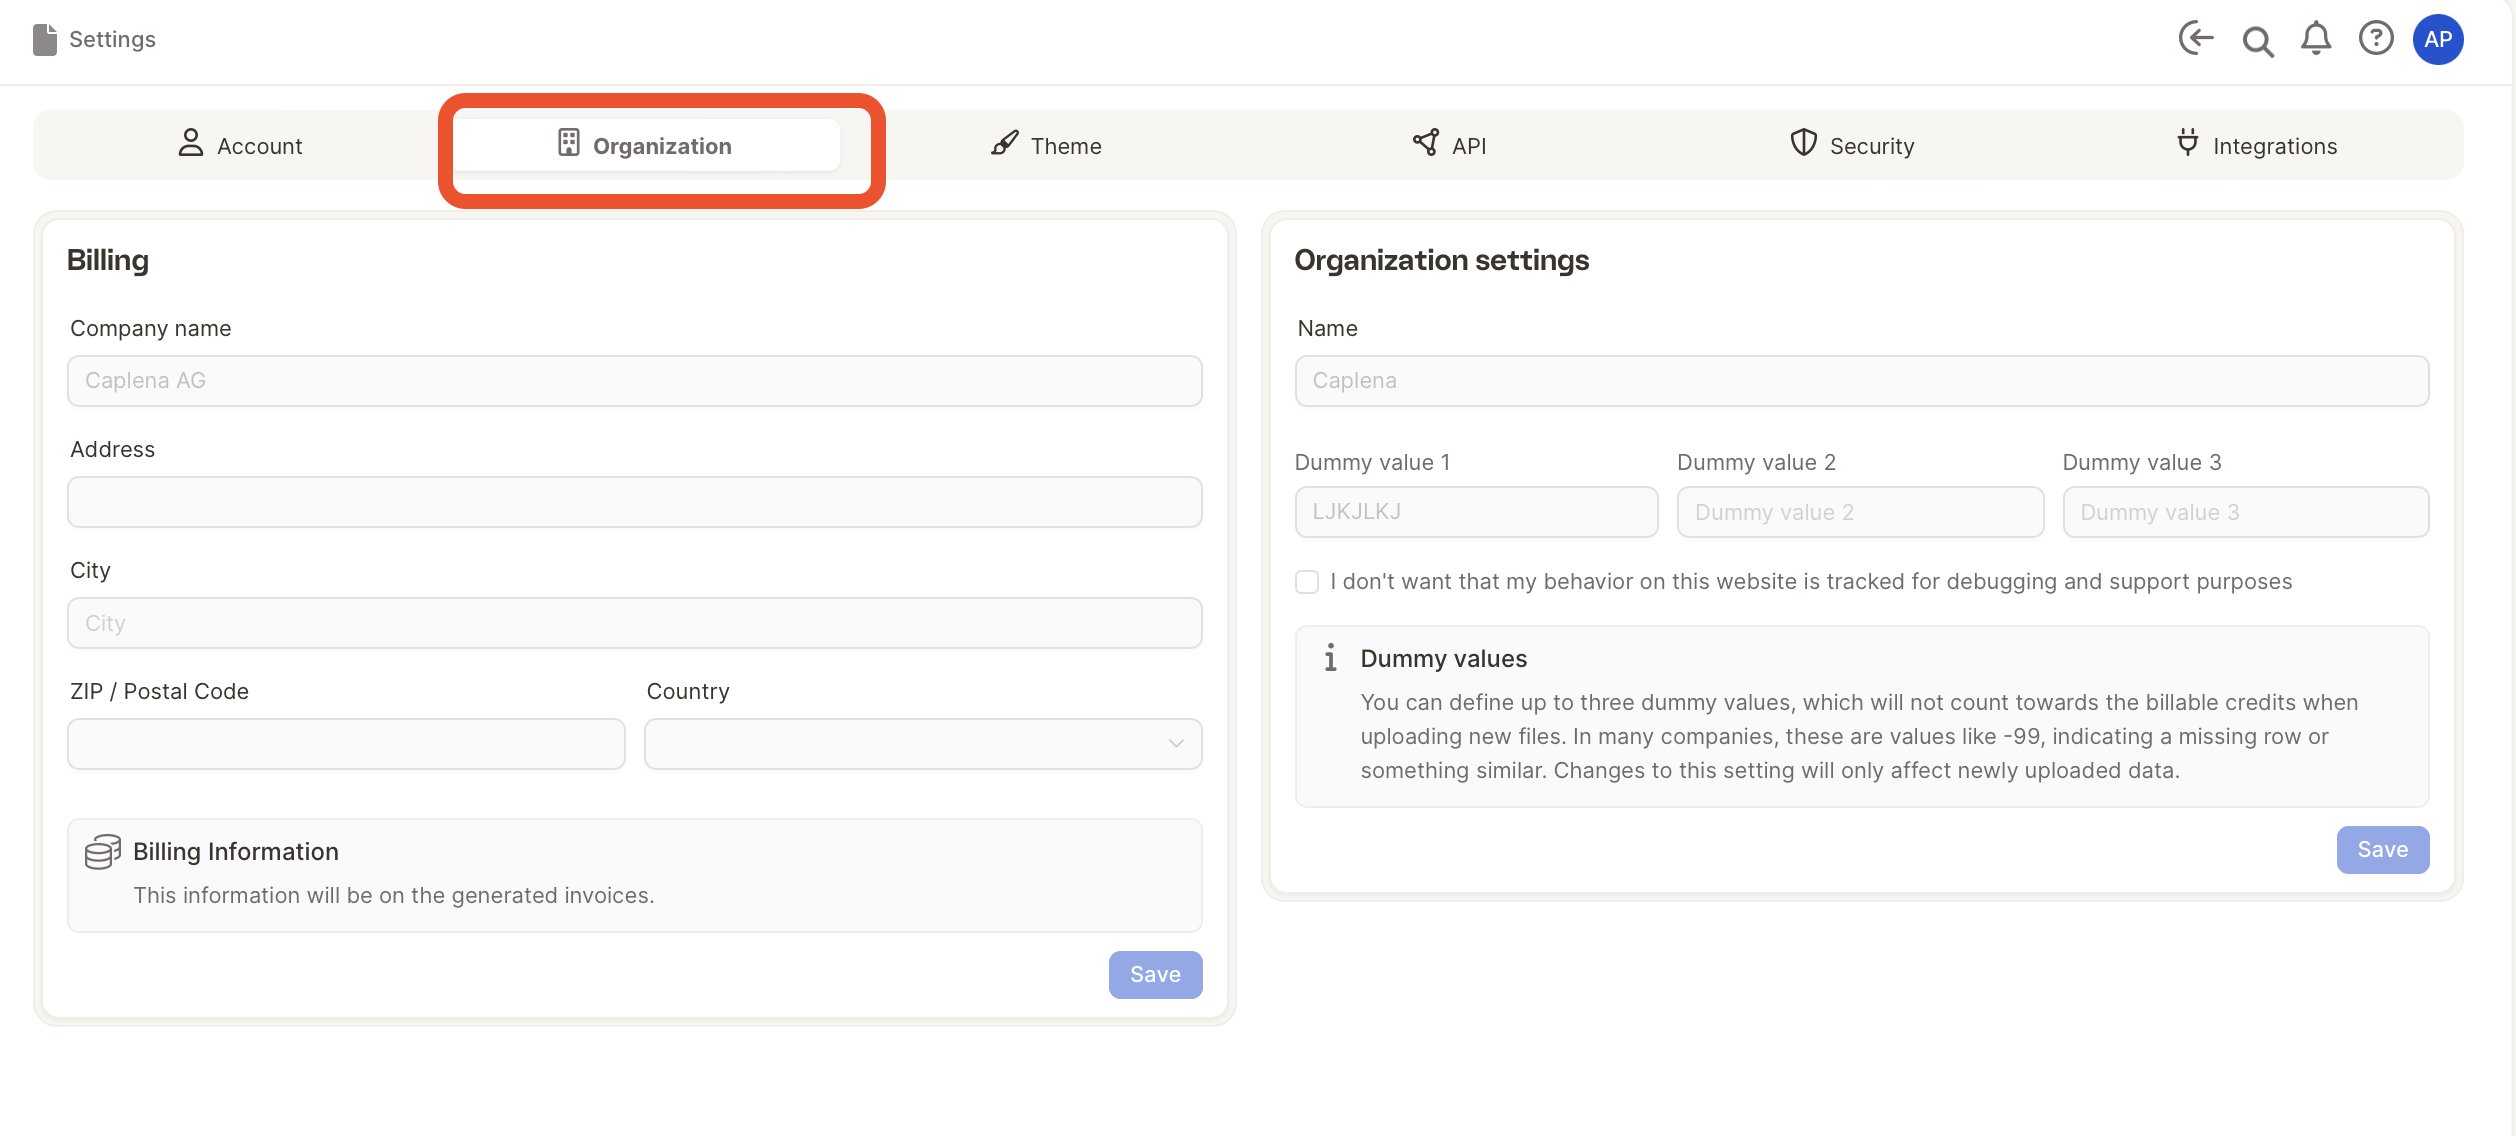 Settings
AP
Account
Organization
Theme
API
Security
Integrations
Billing
Company name
Caplena AG
Address
City
City
ZIP / Postal Code
Country
Billing Information
This information will be on the generated invoices.
Save
Organization settings
Name
Caplena
Dummy value 1
Dummy value 2
Dummy value 3
LJKJLKJ
Dummy value 2
Dummy value 3
I don't want that my behavior on this website is tracked for debugging and support purposes
Dummy values
You can define up to three dummy values, which will not count towards the billable credits when
uploading new files. In many companies, these are values like -99, indicating a missing row or
something similar. Changes to this setting will only affect newly uploaded data.
Save